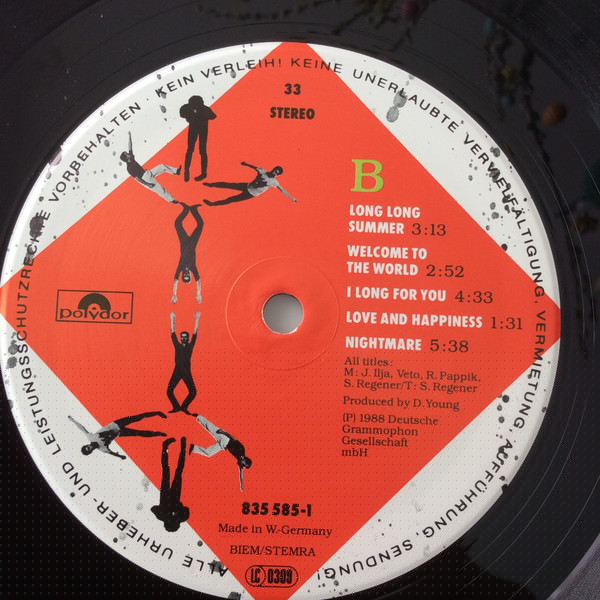 ALLE URHEBER- UND LEISTUNGSSCHUTZRECHTE VORBEHALTEN · KEIN VERLEIH! KEINE UNERLAUBTE VERVIELFÄLTIGUNG, VERMIETUNG, AUFFÜHRUNG, SENDUNG!
33
STEREO
B
LONG LONG
SUMMER 3:13
WELCOME TO
THE WORLD 2:52
I LONG FOR YOU 4:33
LOVE AND HAPPINESS 1:31
NIGHTMARE 5:38
All titles:
M: J. Ilja, Veto, R. Pappik,
S. Regener/T: S. Regener
Produced by D. Young
(P) 1988 Deutsche
Grammophon
Gesellschaft
mbH
polydor
835 585-1
Made in W.-Germany
BIEM/STEMRA
LC 0309